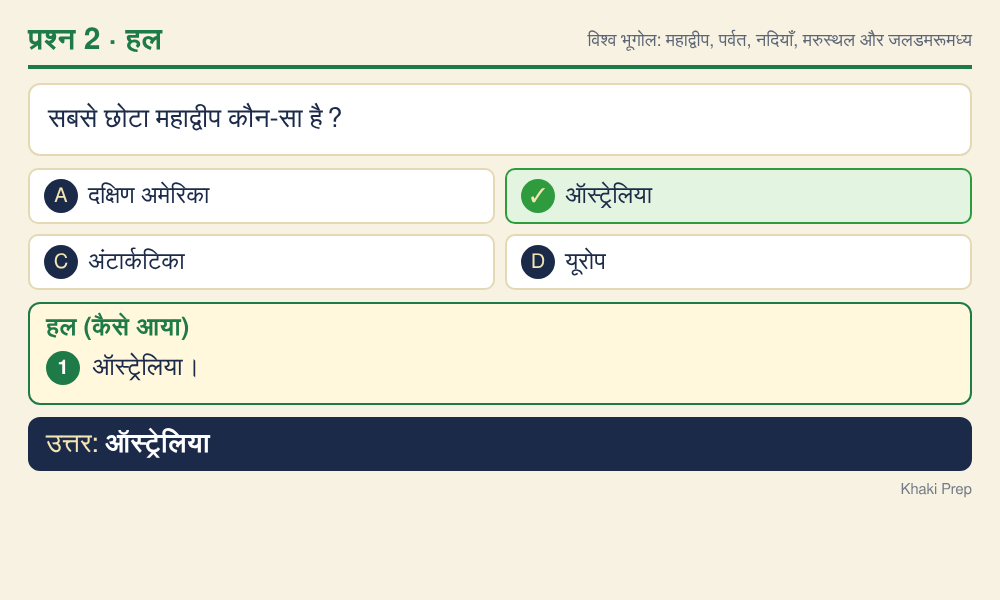 प्रश्न 2 · हल
विश्व भूगोल: महाद्वीप, पर्वत, नदियाँ, मरुस्थल और जलडमरूमध्य
सबसे छोटा महाद्वीप कौन-सा है ?
A दक्षिण अमेरिका
✓ ऑस्ट्रेलिया
C अंटार्कटिका
D यूरोप
हल (कैसे आया)
1 ऑस्ट्रेलिया।
उत्तर: ऑस्ट्रेलिया
Khaki Prep